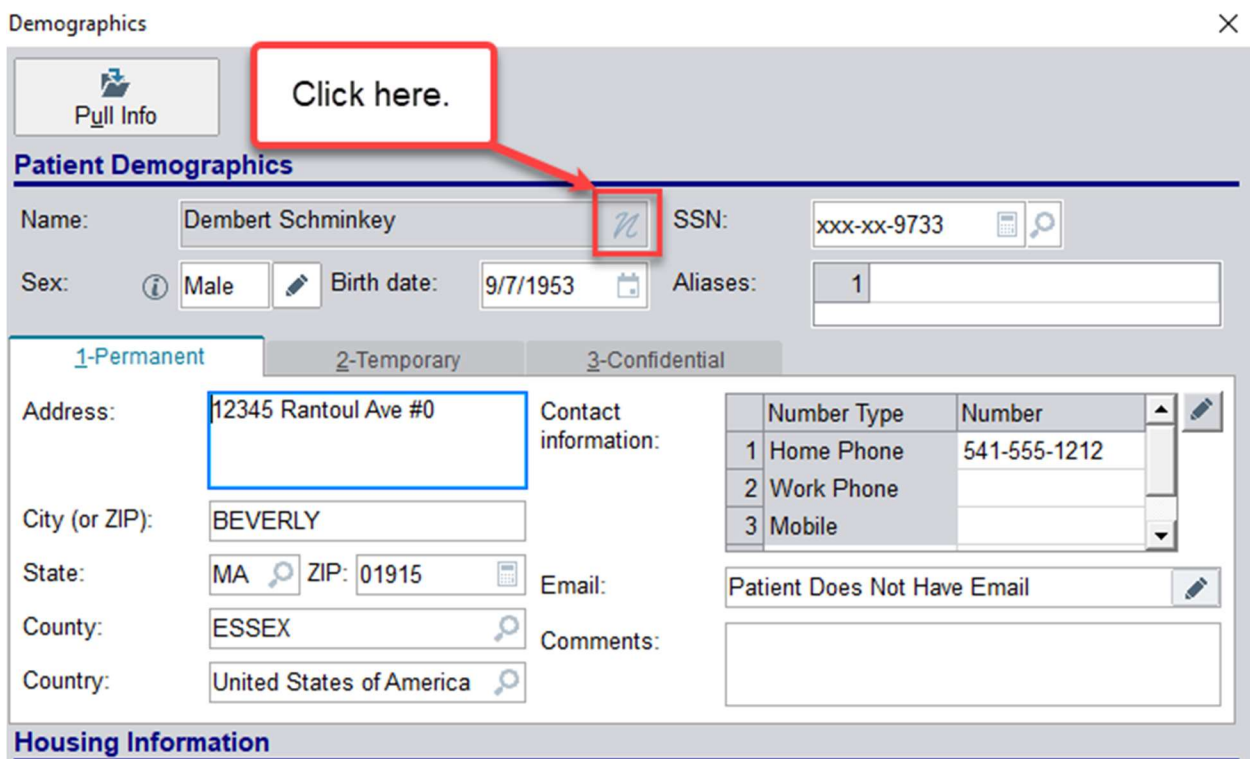 Demographics
Pull Info
Click here.
Patient Demographics
Name: Dembert Schminkey SSN: xxx-xx-9733
Sex: Male Birth date: 9/7/1953 Aliases: 1
1-Permanent 2-Temporary 3-Confidential
Address: 12345 Rantoul Ave #0
Contact information:
Number Type Number
1 Home Phone 541-555-1212
2 Work Phone
3 Mobile
City (or ZIP): BEVERLY
State: MA ZIP: 01915
Email: Patient Does Not Have Email
County: ESSEX
Comments:
Country: United States of America
Housing Information